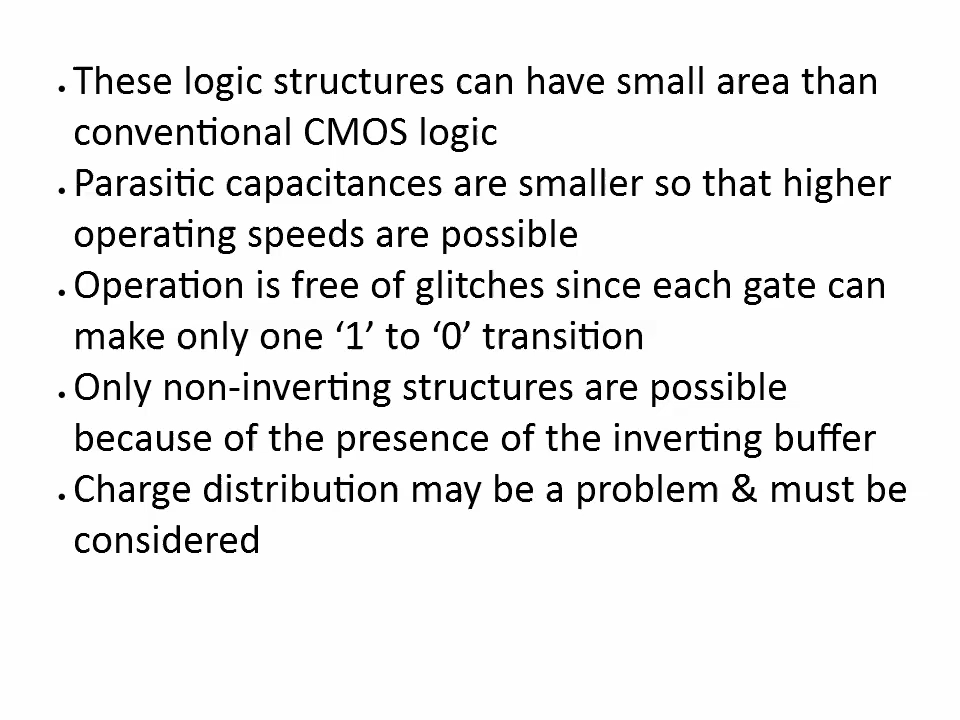 • These logic structures can have small area than
conventional CMOS logic
• Parasitic capacitances are smaller so that higher
operating speeds are possible
• Operation is free of glitches since each gate can
make only one ‘1’ to ‘0’ transition
• Only non-inverting structures are possible
because of the presence of the inverting buffer
• Charge distribution may be a problem & must be
considered